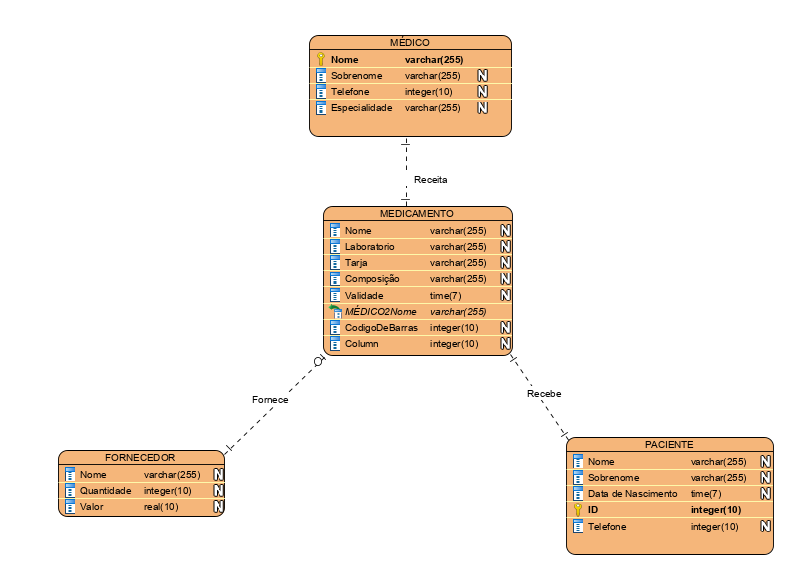 MÉDICO
Nome varchar(255)
Sobrenome varchar(255) N
Telefone integer(10) N
Especialidade varchar(255) N
Receita
MEDICAMENTO
Nome varchar(255) N
Laboratorio varchar(255) N
Tarja varchar(255) N
Composição varchar(255) N
Validade time(7) N
MÉDICO2Nome varchar(255)
CodigoDeBarras integer(10) N
Column integer(10) N
Fornece
Recebe
FORNECEDOR
Nome varchar(255) N
Quantidade integer(10) N
Valor real(10) N
PACIENTE
Nome varchar(255) N
Sobrenome varchar(255) N
Data de Nascimento time(7) N
ID integer(10)
Telefone integer(10) N